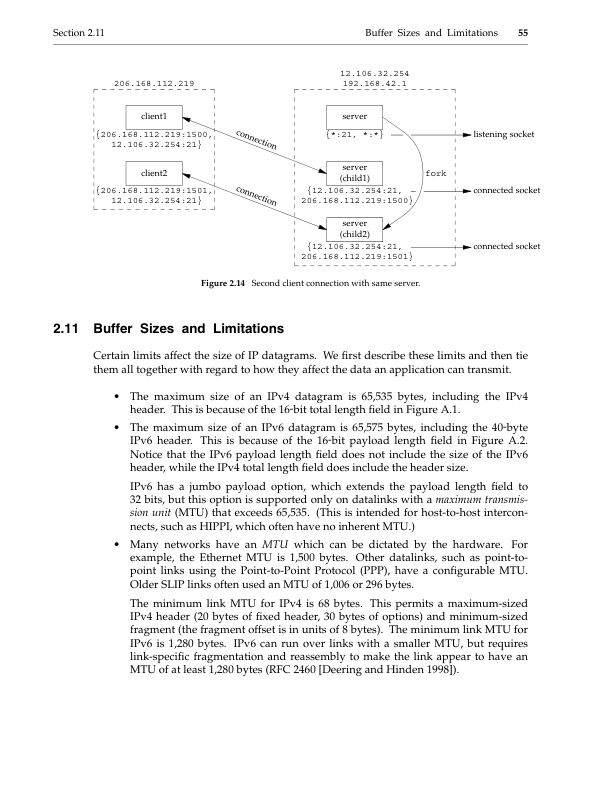 Section 2.11 Buffer Sizes and Limitations 55
12.106.32.254
206.168.112.219 192.168.42.1
client1 server
{206.168.112.219:1500, connection {*:21, *:*} listening socket
12.106.32.254:21}
client2 server
(child1) fork
{206.168.112.219:1501, connection {12.106.32.254:21, connected socket
12.106.32.254:21} 206.168.112.219:1500}
server
(child2)
{12.106.32.254:21, connected socket
206.168.112.219:1501}
Figure 2.14 Second client connection with same server.
2.11 Buffer Sizes and Limitations
Certain limits affect the size of IP datagrams. We first describe these limits and then tie
them all together with regard to how they affect the data an application can transmit.
• The maximum size of an IPv4 datagram is 65,535 bytes, including the IPv4
header. This is because of the 16-bit total length field in Figure A.1.
• The maximum size of an IPv6 datagram is 65,575 bytes, including the 40-byte
IPv6 header. This is because of the 16-bit payload length field in Figure A.2.
Notice that the IPv6 payload length field does not include the size of the IPv6
header, while the IPv4 total length field does include the header size.
IPv6 has a jumbo payload option, which extends the payload length field to
32 bits, but this option is supported only on datalinks with a maximum transmis-
sion unit (MTU) that exceeds 65,535. (This is intended for host-to-host intercon-
nects, such as HIPPI, which often have no inherent MTU.)
• Many networks have an MTU which can be dictated by the hardware. For
example, the Ethernet MTU is 1,500 bytes. Other datalinks, such as point-to-
point links using the Point-to-Point Protocol (PPP), have a configurable MTU.
Older SLIP links often used an MTU of 1,006 or 296 bytes.
The minimum link MTU for IPv4 is 68 bytes. This permits a maximum-sized
IPv4 header (20 bytes of fixed header, 30 bytes of options) and minimum-sized
fragment (the fragment offset is in units of 8 bytes). The minimum link MTU for
IPv6 is 1,280 bytes. IPv6 can run over links with a smaller MTU, but requires
link-specific fragmentation and reassembly to make the link appear to have an
MTU of at least 1,280 bytes (RFC 2460 [Deering and Hinden 1998]).